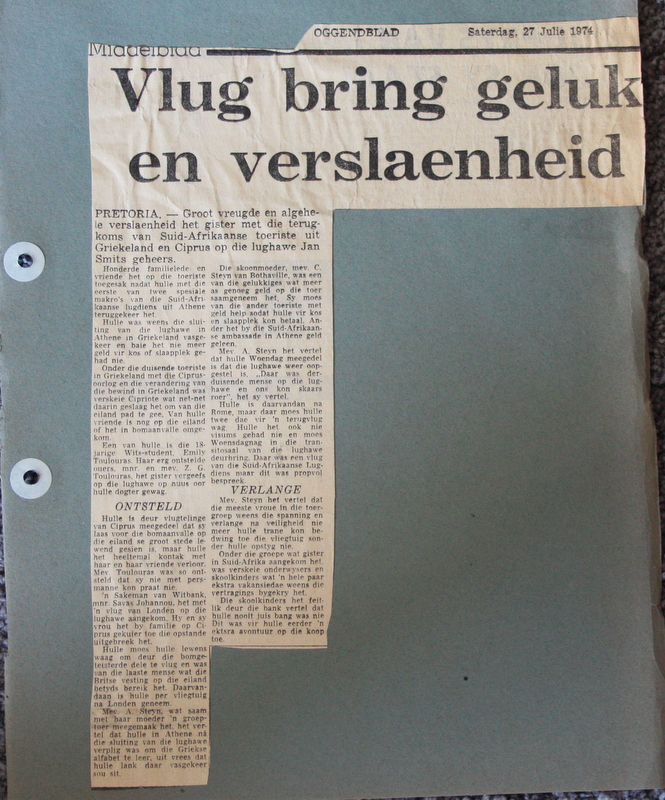 OGGENDBLAD
Saterdag, 27 Julie 1974
Middelblad
Vlug bring geluk
en verslaenheid
PRETORIA. — Groot vreugde en algehe-
le verslaenheid het gister met die terug-
koms van Suid-Afrikaanse toeriste uit
Griekeland en Ciprus op die lughawe Jan
Smits geheers.
Honderde familielede en
vriende het op die toeriste
toegesak nadat hulle met die
eerste van twee spesiale
makro's van die Suid-Afri-
kaanse lugdiens uit Athene
teruggekeer het.
Hulle was weens die slui-
ting van die lughawe in
Athene in Griekeland vasge-
keer en baie het nie meer
geld vir kos of slaapplek ge-
had nie.
Onder die duisende toeriste
in Griekeland met die Ciprus-
oorlog en die verandering van
die bewind in Griekeland was
verskeie Cipriote wat net-net
daarin geslaag het om van die
eiland pad te gee. Van hulle
vriende is nog op die eiland
of het in bomaanvalle omge-
kom.
Een van hulle is die 18-
jarige Wits-student, Emily
Toulouras. Haar erg ontstelde
ouers, mnr. en mev. Z. G.
Toulouras, het gister vergeefs
op die lughawe op nuus oor
hulle dogter gewag.
ONTSTELD
Hulle is deur vlugtelinge
van Ciprus meegedeel dat sy
laas voor die bomaanvalle op
die eiland se groot stede le-
wend gesien is, maar hulle
het heeltemal kontak met
haar en haar vriende verloor.
Mev. Toulouras was so ont-
steld dat sy nie met pers-
manne kon praat nie.
'n Sakeman van Witbank,
mnr. Savas Johannou, het met
'n vlug van Londen op die
lughawe aangekom. Hy en sy
vrou het by familie op Ci-
prus gekuier toe die opstande
uitgebreek het.
Hulle moes hulle lewens
waag om deur die bomge-
teisterde dele te vlug en was
van die laaste mense wat die
Britse vesting op die eiland
betyds bereik het. Daarvan-
daan is hulle per vliegtuig
na Londen geneem.
Mev. A. Steyn, wat saam
met haar moeder 'n groep-
toer meegemaak het, het ver-
tel dat hulle in Athene ná
die sluiting van die lughawe
verplig was om die Griekse
alfabet te leer, uit vrees dat
hulle lank daar vasgekeer
sou sit.
Die skoonmoeder, mev. C.
Steyn van Bothaville, was een
van die gelukkiges wat meer
as genoeg geld op die toer
saamgeneem het. Sy moes
van die ander toeriste met
geld help sodat hulle vir kos
en slaapplek kon betaal. An-
der het by die Suid-Afrikaan-
se ambassade in Athene geld
geleen.
Mev. A. Steyn het vertel
dat hulle Woensdag meegedeel
is dat die lughawe weer oop-
gestel is. „Daar was der-
duisende mense op die lug-
hawe en ons kon skaars
roer", het sy vertel.
Hulle is daarvandaan na
Rome, maar daar moes hulle
twee dae vir 'n terugvlug
wag. Hulle het ook nie
visums gehad nie en moes
Woensdagnag in die tran-
sitosaal van die lughawe
deurbring. Daar was een vlug
van die Suid-Afrikaanse Lug-
diens maar dit was propvol
bespreek.
VERLANGE
Mev. Steyn het vertel dat
die meeste vroue in die toer-
groep weens die spanning en
verlange na veiligheid nie
meer hulle trane kon be-
dwing toe die vliegtuig son-
der hulle opstyg nie.
Onder die groepe wat gister
in Suid-Afrika aangekom het,
was verskeie onderwysers en
skoolkinders wat 'n hele paar
ekstra vakansiedae weens die
vertragings bygekry het.
Die skoolkinders het feit-
lik deur die bank vertel dat
hulle nooit juis bang was nie
Dit was vir hulle eerder 'n
ektsra avontuur op die koop
toe.